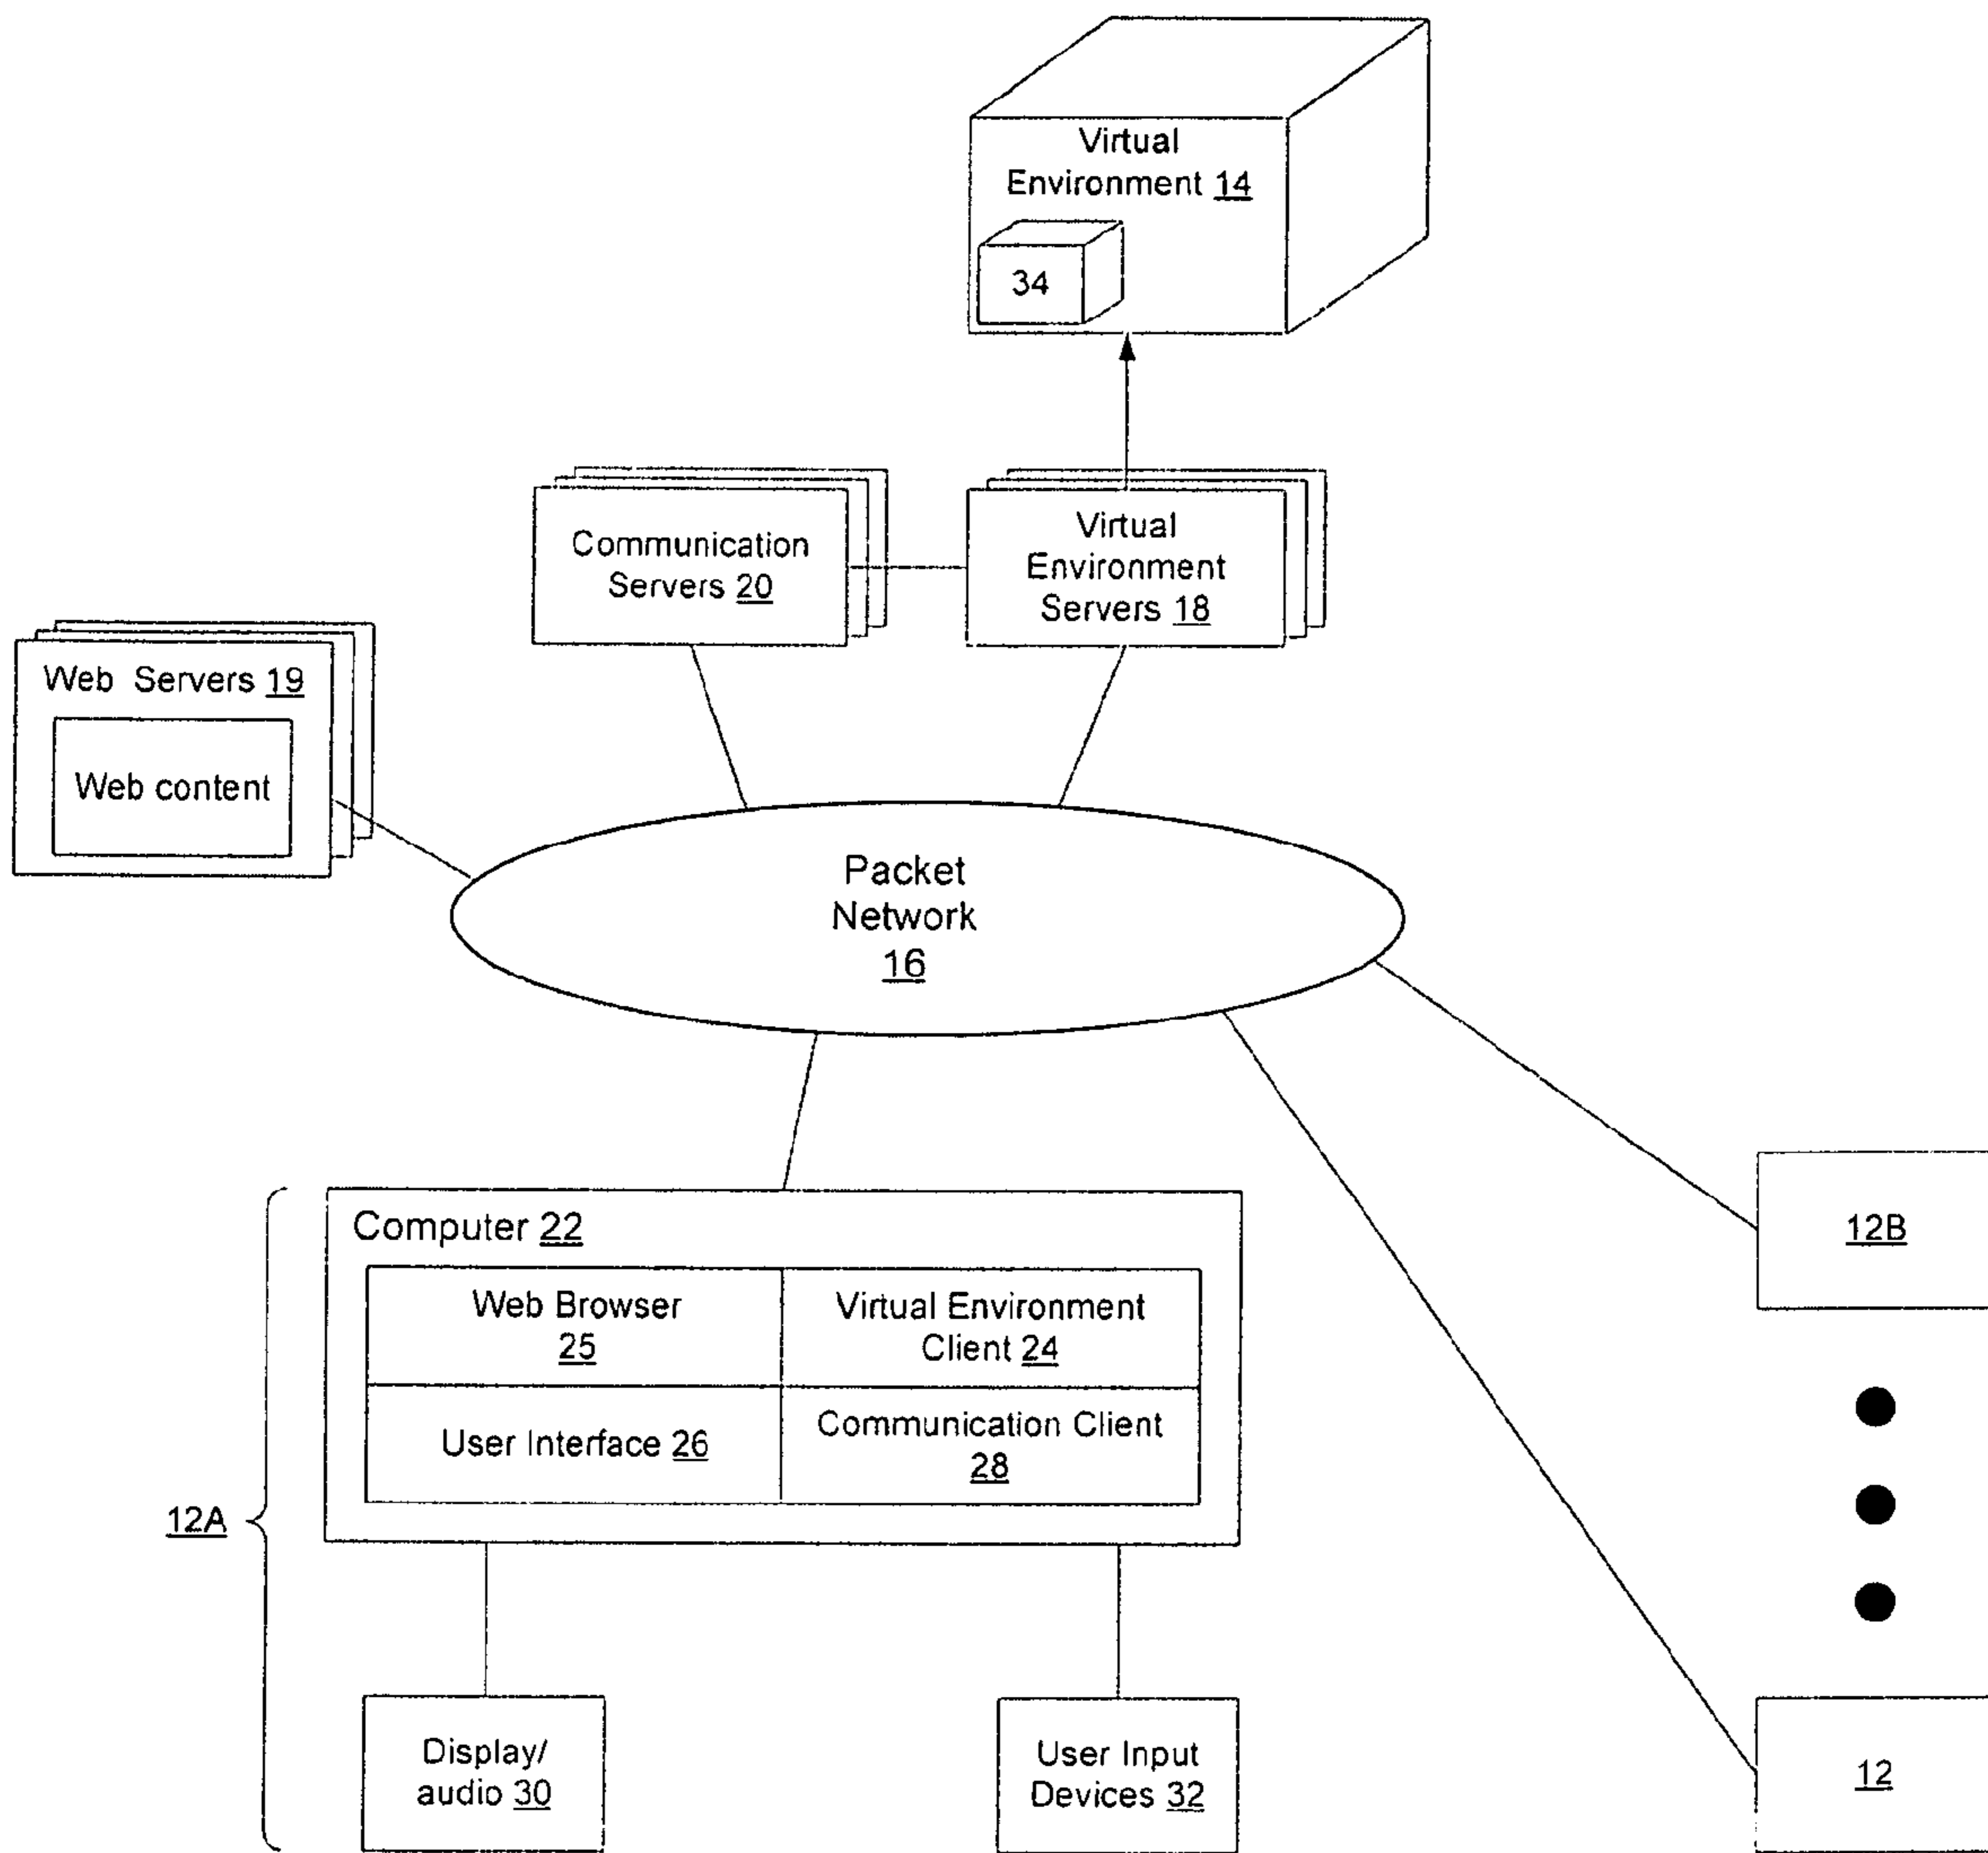 Virtual
Environment 14
34
Communication
Servers 20
Virtual
Environment
Servers 18
Web Servers 19
Web content
Packet
Network
16
Computer 22
Web Browser
25
Virtual Environment
Client 24
User Interface 26
Communication Client
28
12A
12B
Display/
audio 30
User Input
Devices 32
12